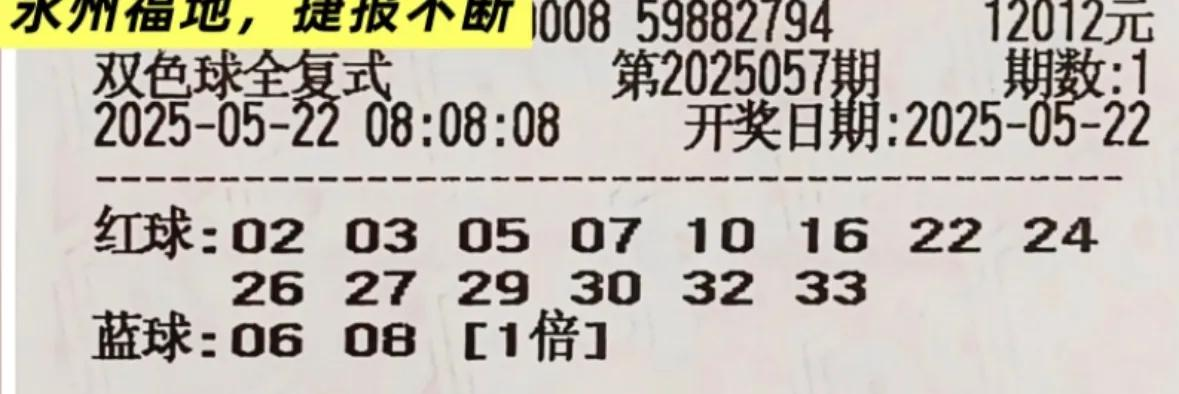 永州福地，捷报不断
0008 59882794 12012元
双色球全复式 第2025057期 期数:1
2025-05-22 08:08:08 开奖日期:2025-05-22
红球:02 03 05 07 10 16 22 24
26 27 29 30 32 33
蓝球:06 08 [1倍]